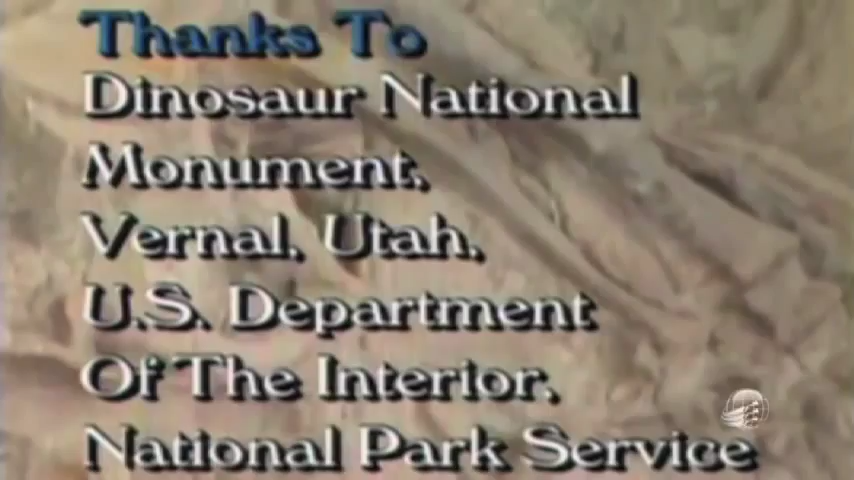 Thanks To
Dinosaur National
Monument,
Vernal, Utah,
U.S. Department
Of The Interior,
National Park Service